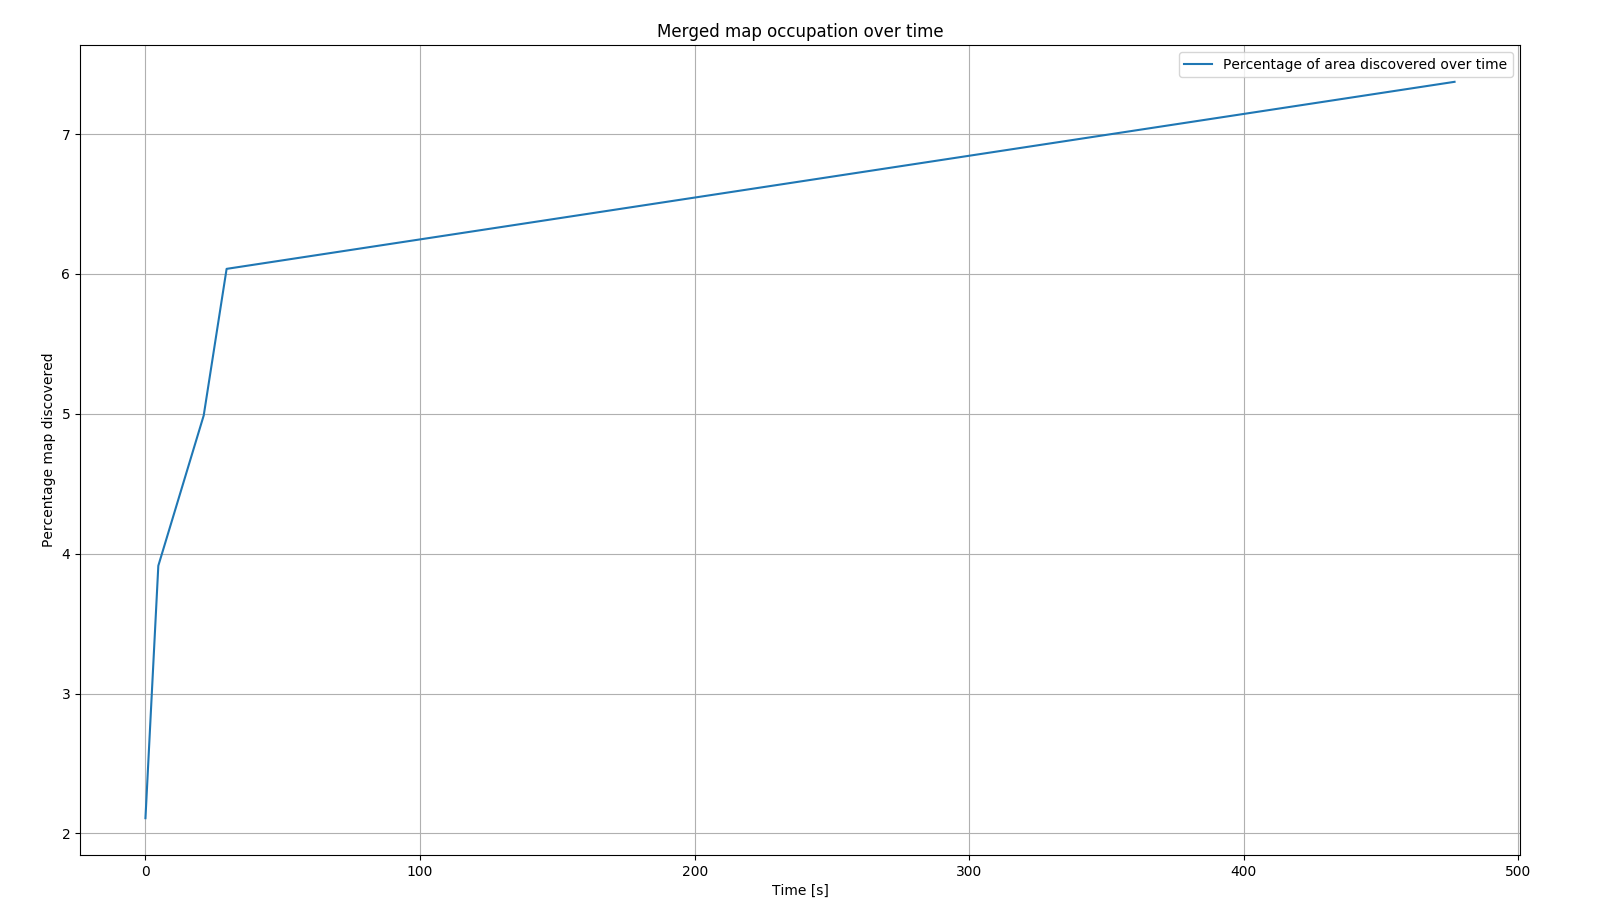 Merged map occupation over time
Percentage of area discovered over time
Percentage map discovered
7
6
5
4
3
2
0 100 200 300 400 500
Time [s]